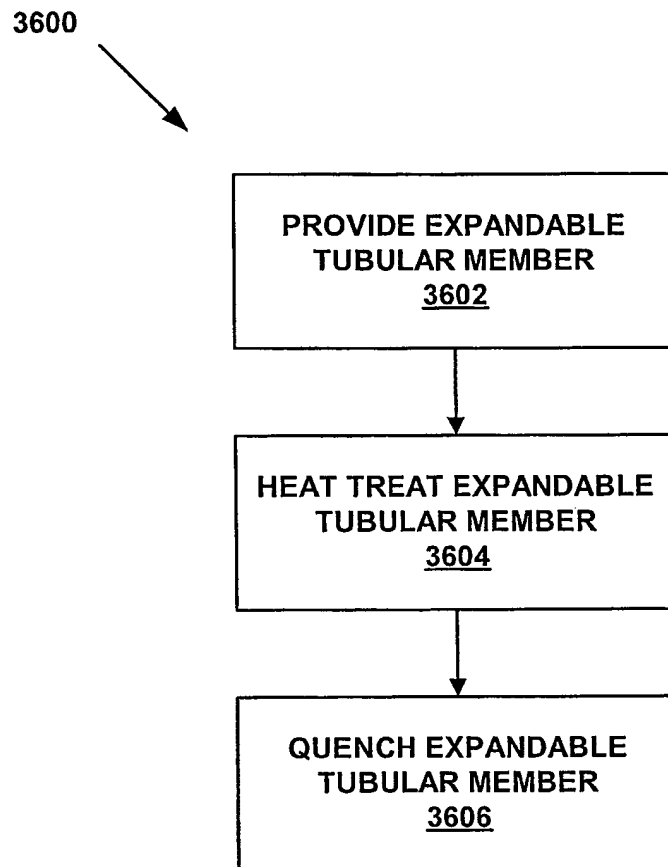 3600
PROVIDE EXPANDABLE
TUBULAR MEMBER
3602
HEAT TREAT EXPANDABLE
TUBULAR MEMBER
3604
QUENCH EXPANDABLE
TUBULAR MEMBER
3606